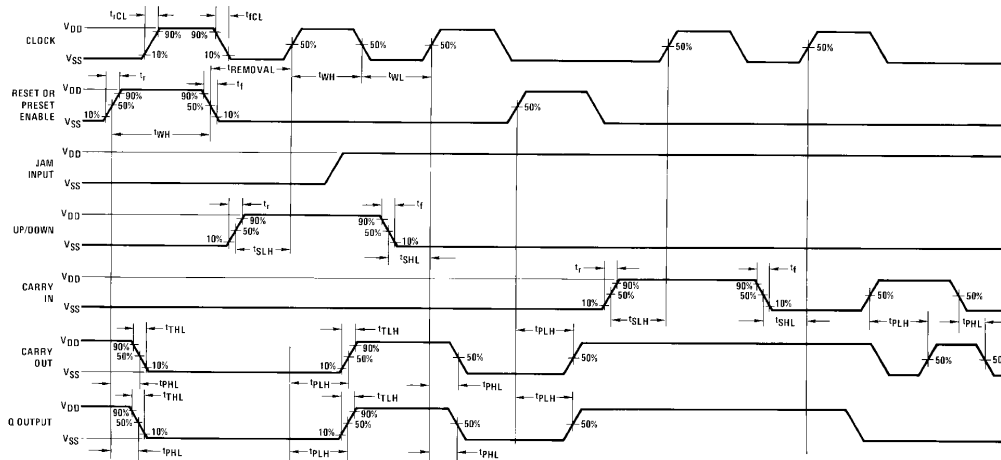 trCL
tfCL
CLOCK
VDD
VSS
90%
10%
90%
10%
50%
50%
50%
50%
50%
tREMOVAL
tWH
tWL
RESET OR
PRESET
ENABLE
VDD
VSS
tr
tf
10%
90%
50%
90%
50%
10%
50%
tWH
JAM
INPUT
VDD
VSS
UP/DOWN
VDD
VSS
tr
tf
10%
90%
50%
90%
50%
10%
tSLH
tSHL
CARRY
IN
VDD
VSS
tr
tf
10%
90%
50%
90%
50%
10%
50%
50%
tSLH
tSHL
tPLH
tPHL
CARRY
OUT
VDD
VSS
tTHL
tTLH
tPLH
90%
50%
10%
10%
90%
50%
50%
50%
50%
50%
tPHL
tPLH
tPHL
Q OUTPUT
VDD
VSS
tTHL
tTLH
tPLH
90%
50%
10%
10%
90%
50%
50%
50%
tPHL
tPLH
tPHL